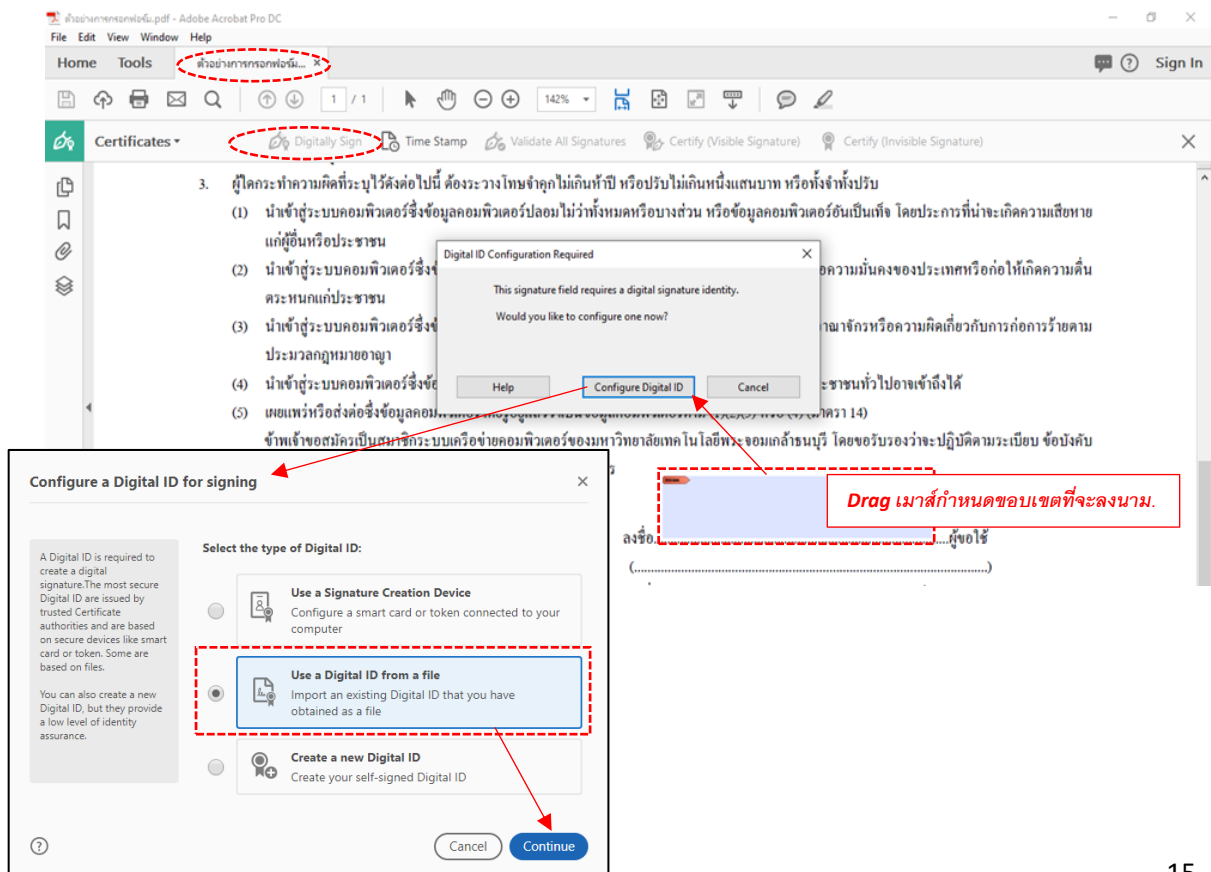 ตัวอย่างการกรอกฟอร์ม.pdf - Adobe Acrobat Pro DC
File Edit View Window Help
Home Tools ตัวอย่างการกรอกฟอร์ม... × Sign In
1 / 1 142%
Certificates Digitally Sign Time Stamp Validate All Signatures Certify (Visible Signature) Certify (Invisible Signature)
3. ผู้ใดกระทำความผิดที่ระบุไว้ดังต่อไปนี้ ต้องระวางโทษจำคุกไม่เกินห้าปี หรือปรับไม่เกินหนึ่งแสนบาท หรือทั้งจำทั้งปรับ
(1) นำเข้าสู่ระบบคอมพิวเตอร์ซึ่งข้อมูลคอมพิวเตอร์ปลอมไม่ว่าทั้งหมดหรือบางส่วน หรือข้อมูลคอมพิวเตอร์อันเป็นเท็จ โดยประการที่น่าจะเกิดความเสียหาย
แก่ผู้อื่นหรือประชาชน
(2) นำเข้าสู่ระบบคอมพิวเตอร์ซึ่ง อความมั่นคงของประเทศหรือก่อให้เกิดความตื่น
ตระหนกแก่ประชาชน
(3) นำเข้าสู่ระบบคอมพิวเตอร์ซึ่ง าณาจักรหรือความผิดเกี่ยวกับการก่อการร้ายตาม
ประมวลกฎหมายอาญา
(4) นำเข้าสู่ระบบคอมพิวเตอร์ซึ่ง ะชาชนทั่วไปอาจเข้าถึงได้
(5) เผยแพร่หรือส่งต่อซึ่งข้อมูลคอม มาตรา 14)
ข้าพเจ้าขอสมัครเป็นสมาชิกระบบเครือข่ายคอมพิวเตอร์ของมหาวิทยาลัยเทคโนโลยีพระจอมเกล้าธนบุรี โดยขอรับรองว่าจะปฏิบัติตามระเบียบ ข้อบังคับ
Digital ID Configuration Required
This signature field requires a digital signature identity.
Would you like to configure one now?
Help Configure Digital ID Cancel
Drag เมาส์กำหนดขอบเขตที่จะลงนาม.
ลงชื่อ....................ผู้ขอใช้
(....................)
Configure a Digital ID for signing
A Digital ID is required to
create a digital
signature.The most secure
Digital ID are issued by
trusted Certificate
authorities and are based
on secure devices like smart
card or token. Some are
based on files.
You can also create a new
Digital ID, but they provide
a low level of identity
assurance.
Select the type of Digital ID:
Use a Signature Creation Device
Configure a smart card or token connected to your
computer
Use a Digital ID from a file
Import an existing Digital ID that you have
obtained as a file
Create a new Digital ID
Create your self-signed Digital ID
Cancel Continue
15